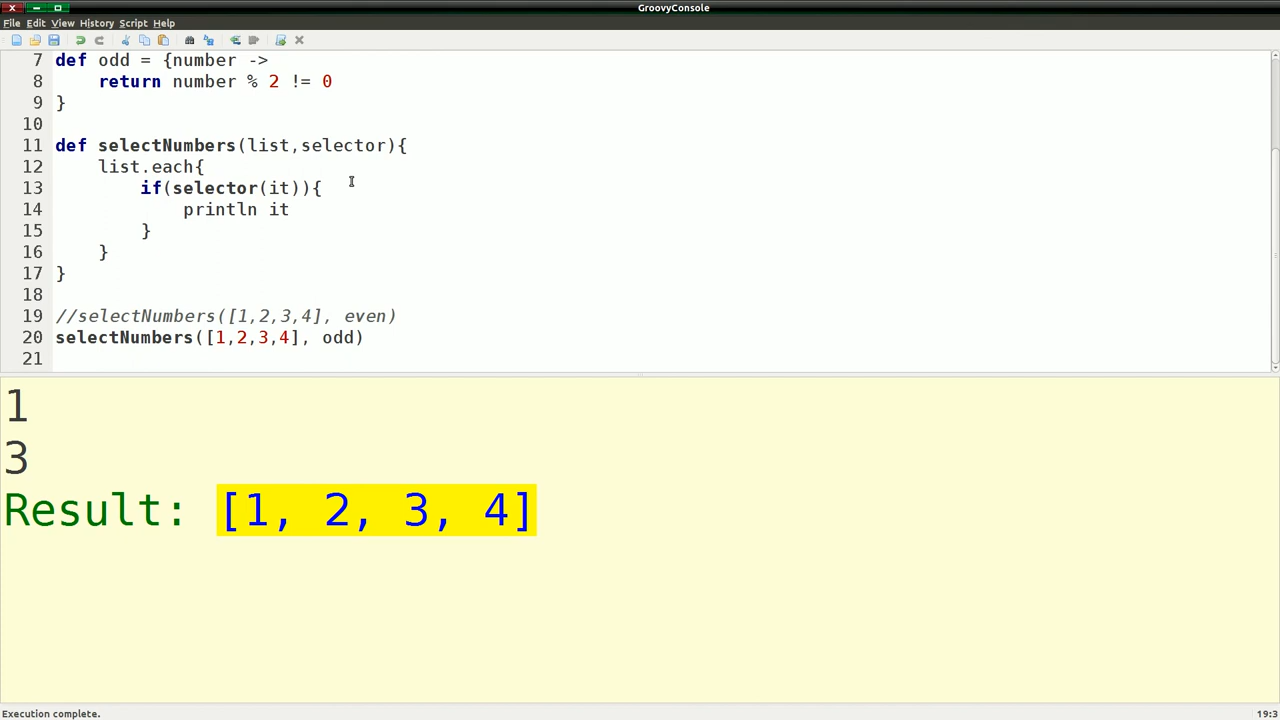 GroovyConsole
File Edit View History Script Help
7 def odd = {number ->
8 return number % 2 != 0
9 }
10
11 def selectNumbers(list,selector){
12 list.each{
13 if(selector(it)){
14 println it
15 }
16 }
17 }
18
19 //selectNumbers([1,2,3,4], even)
20 selectNumbers([1,2,3,4], odd)
21
1
3
Result: [1, 2, 3, 4]
Execution complete. 19:3